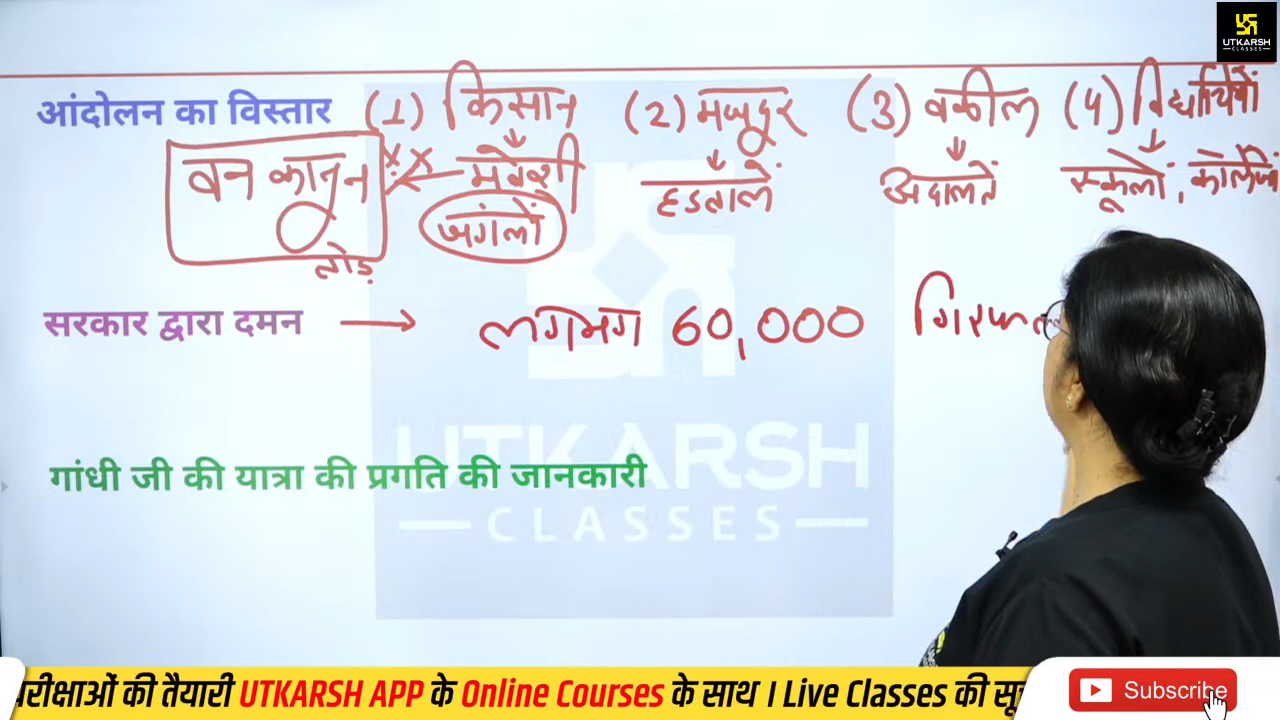 UTKARSH
CLASSES
आंदोलन का विस्तार (1) किसान (2) मजदूर (3) वकील (4) विद्यार्थियों
वन कानून मवेशी हडतालें अदालतें स्कूलों, कॉलेजों
जंगलों
तोड़
सरकार द्वारा दमन → लगभग 60,000
गांधी जी की यात्रा की प्रगति की जानकारी
UTKARSH
CLASSES
परीक्षाओं की तैयारी UTKARSH APP के Online Courses के साथ । Live Classes की
Subscribe